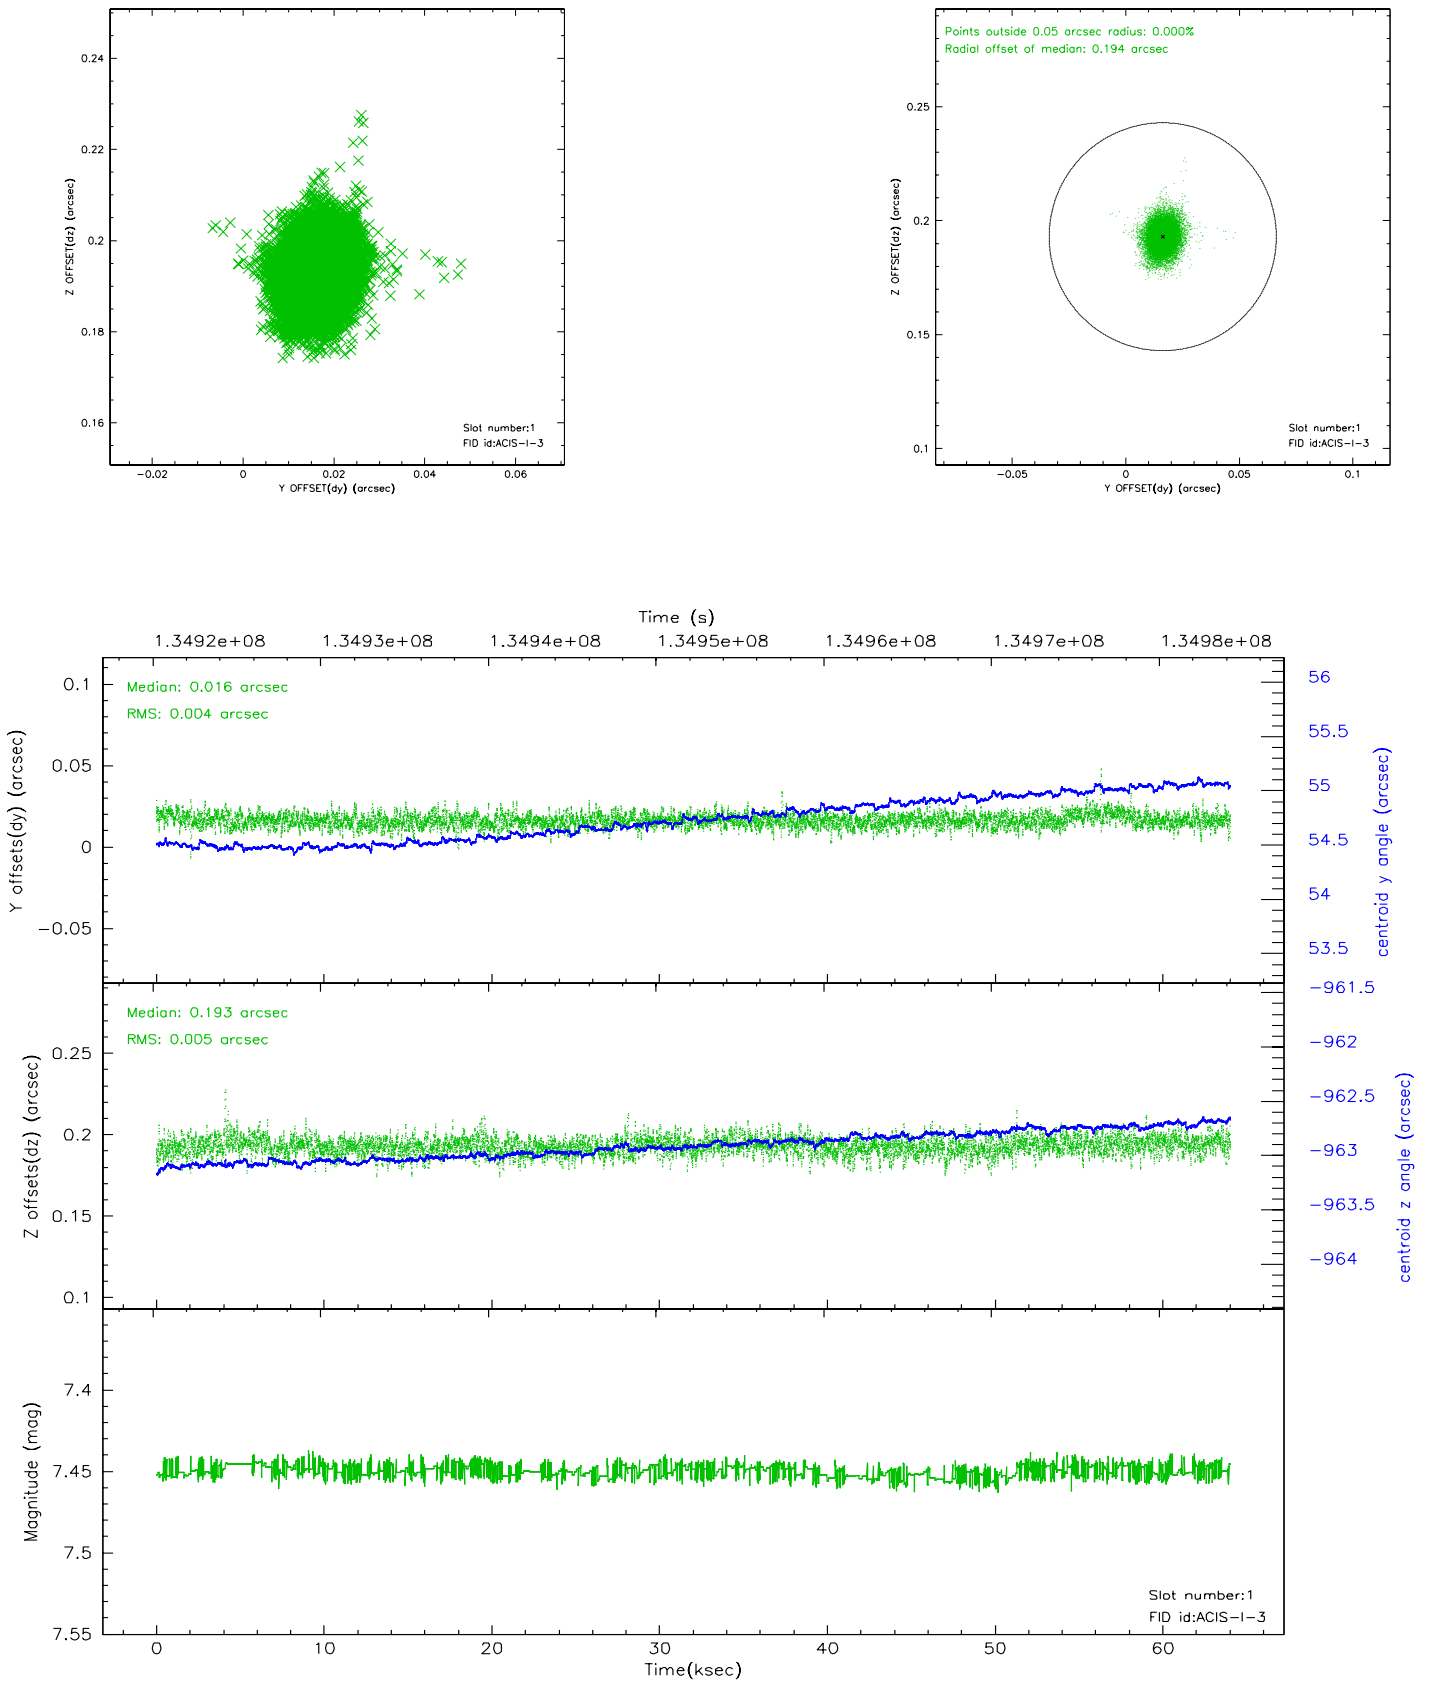 0.24
0.22
0.2
0.18
0.16
Z OFFSET(dz) (arcsec)
Slot number:1
FID id:ACIS-I-3
-0.02 0 0.02 0.04 0.06
Y OFFSET(dy) (arcsec)
Points outside 0.05 arcsec radius: 0.000%
Radial offset of median: 0.194 arcsec
0.25
0.2
0.15
0.1
Z OFFSET(dz) (arcsec)
Slot number:1
FID id:ACIS-I-3
-0.05 0 0.05 0.1
Y OFFSET(dy) (arcsec)
Time (s)
1.3492e+08 1.3493e+08 1.3494e+08 1.3495e+08 1.3496e+08 1.3497e+08 1.3498e+08
Median: 0.016 arcsec
RMS: 0.004 arcsec
0.1
0.05
0
-0.05
Y offsets(dy) (arcsec)
56
55.5
55
54.5
54
53.5
centroid y angle (arcsec)
Median: 0.193 arcsec
RMS: 0.005 arcsec
0.25
0.2
0.15
0.1
Z offsets(dz) (arcsec)
-961.5
-962
-962.5
-963
-963.5
-964
centroid z angle (arcsec)
7.4
7.45
7.5
7.55
Magnitude (mag)
Slot number:1
FID id:ACIS-I-3
0 10 20 30 40 50 60
Time(ksec)